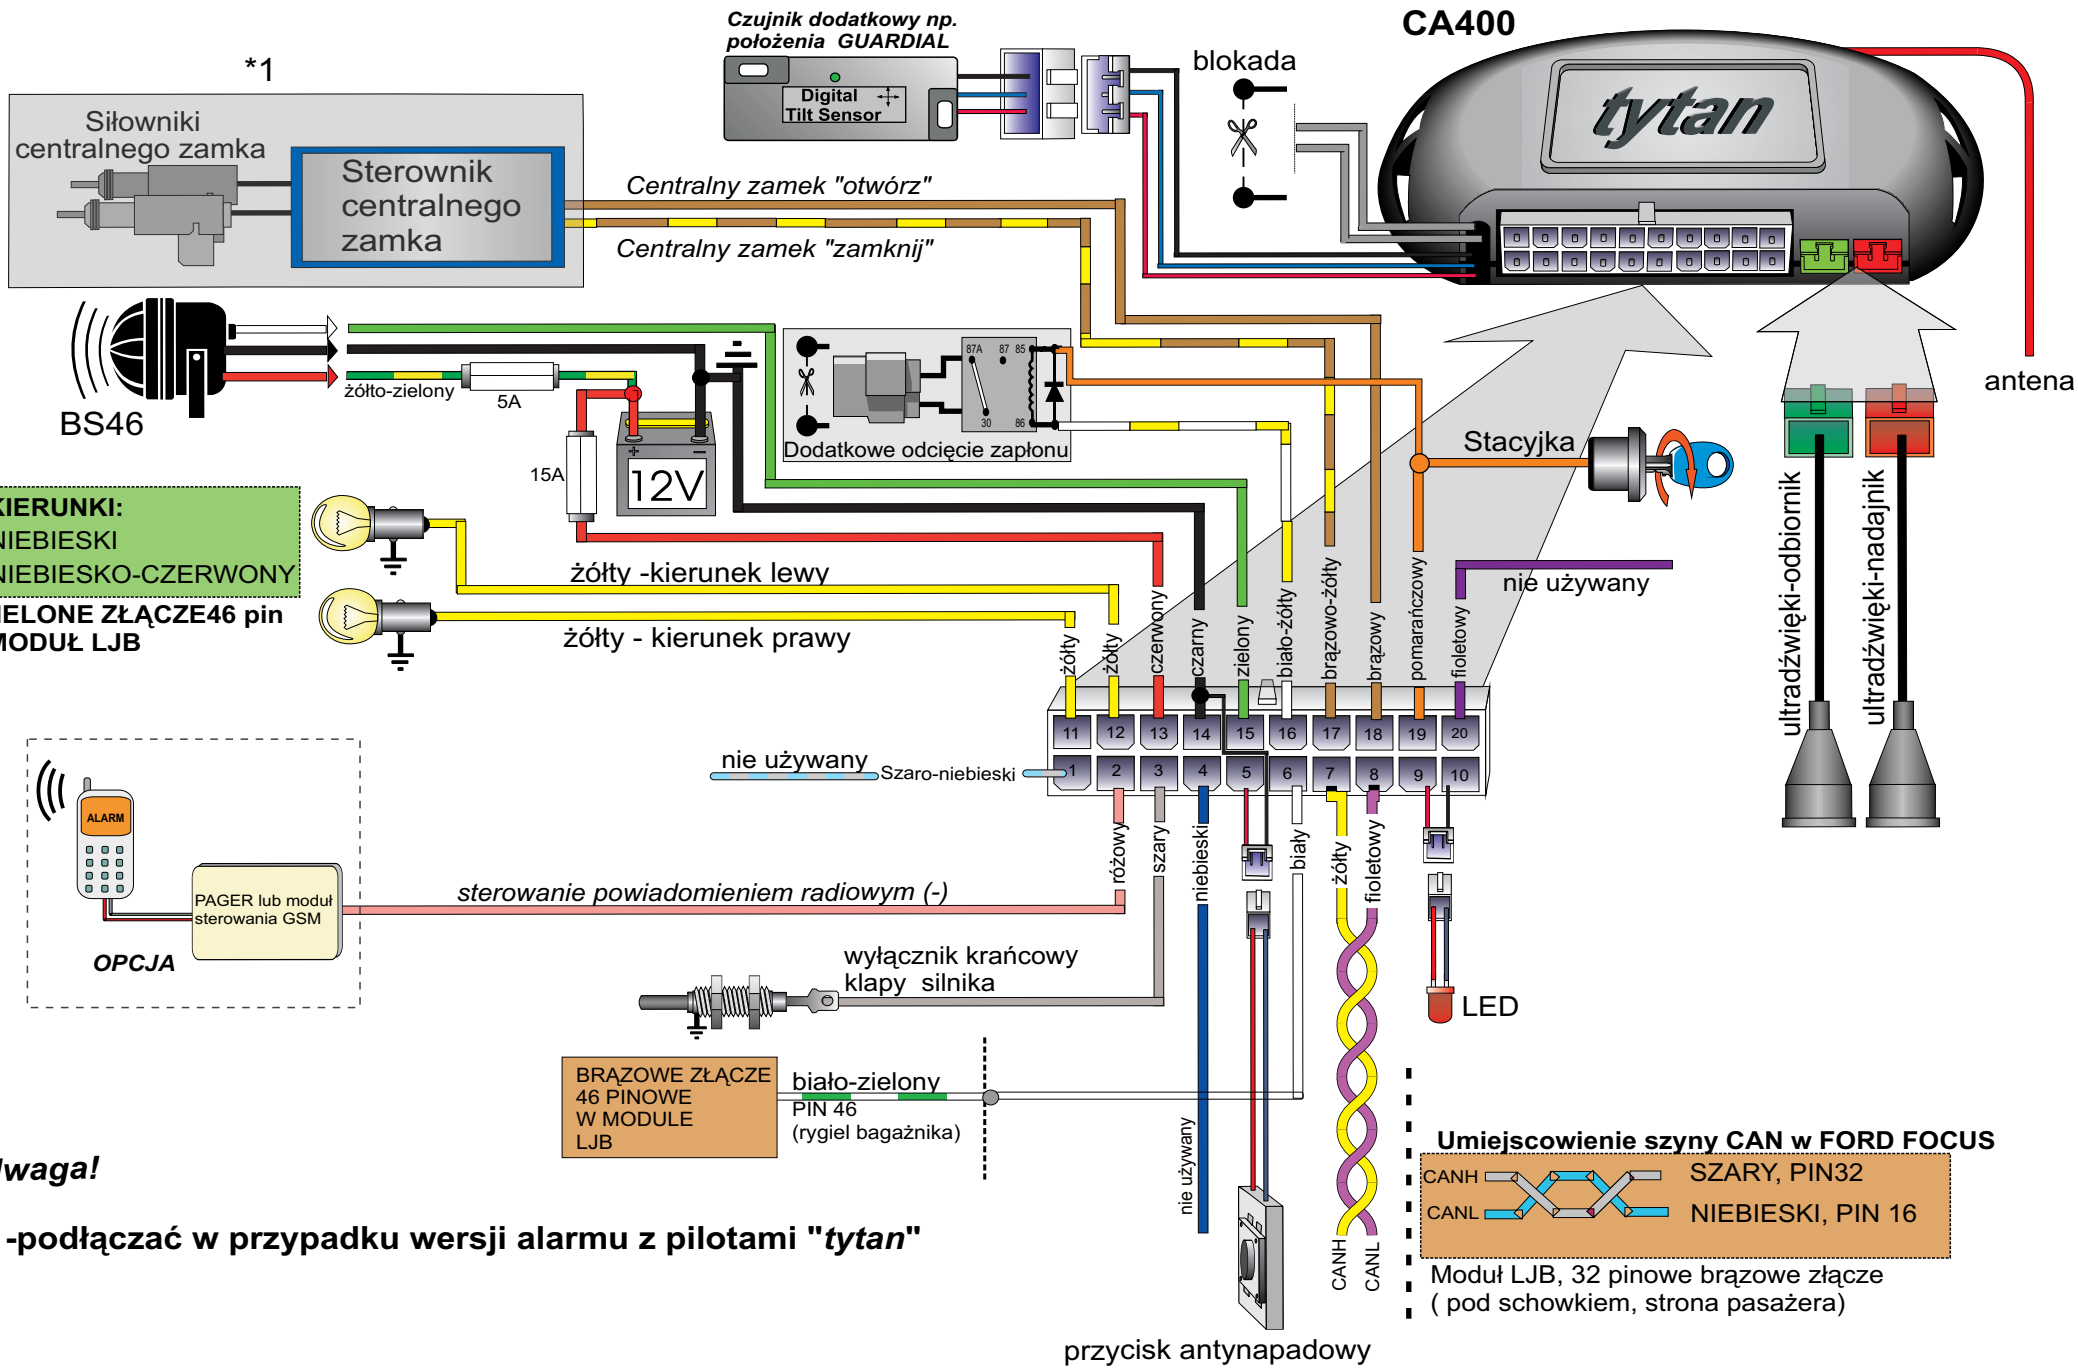 Czujnik dodatkowy np.
położenia GUARDIAL
CA400
*1
blokada
Digital
Tilt Sensor
tytan
Siłowniki
centralnego zamka
Sterownik
centralnego
zamka
Centralny zamek "otwórz"
Centralny zamek "zamknij"
antena
BS46
żółto-zielony
5A
15A
12V
+
-
87A
87
85
30
86
Dodatkowe odcięcie zapłonu
Stacyjka
KIERUNKI:
NIEBIESKI
NIEBIESKO-CZERWONY
IELONE ZŁĄCZE46 pin
MODUŁ LJB
żółty -kierunek lewy
żółty - kierunek prawy
nie używany
ultradźwięki-odbiornik
ultradźwięki-nadajnik
żółty
żółty
czerwony
czarny
zielony
biało-żółty
brązowo-żółty
brązowy
pomarańczowy
fioletowy
11
12
13
14
15
16
17
18
19
20
nie używany
Szaro-niebieski
1
2
3
4
5
6
7
8
9
10
różowy
szary
niebieski
biały
żółty
fioletowy
ALARM
PAGER lub moduł
sterowania GSM
OPCJA
sterowanie powiadomieniem radiowym (-)
wyłącznik krańcowy
klapy silnika
LED
BRĄZOWE ZŁĄCZE
46 PINOWE
W MODULE
LJB
biało-zielony
PIN 46
(rygiel bagażnika)
nie używany
CANH
CANL
Umiejscowienie szyny CAN w FORD FOCUS
CANH
SZARY, PIN32
CANL
NIEBIESKI, PIN 16
Moduł LJB, 32 pinowe brązowe złącze
( pod schowkiem, strona pasażera)
waga!
-podłączać w przypadku wersji alarmu z pilotami "tytan"
przycisk antynapadowy